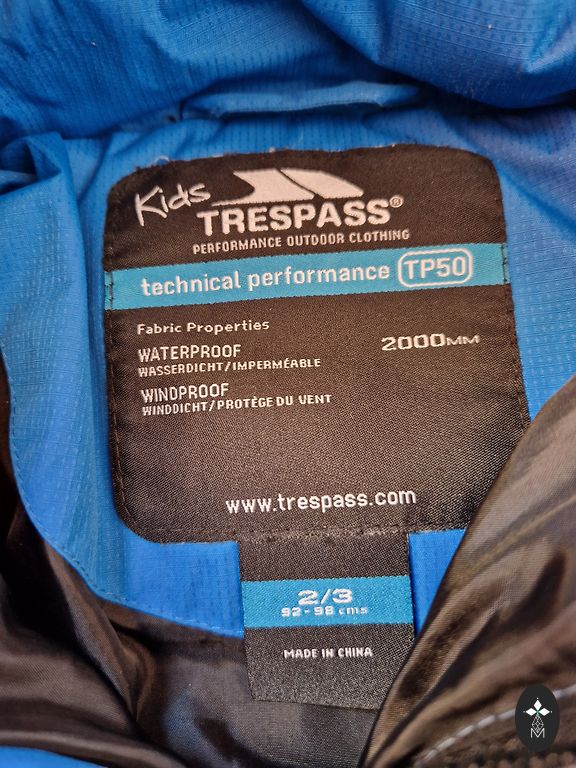 Kids
TRESPASS®
PERFORMANCE OUTDOOR CLOTHING
technical performance TP50
Fabric Properties
WATERPROOF 2000MM
WASSERDICHT/IMPERMÉABLE
WINDPROOF
WINDDICHT/PROTÈGE DU VENT
www.trespass.com
2/3
92-98 cms
MADE IN CHINA
M